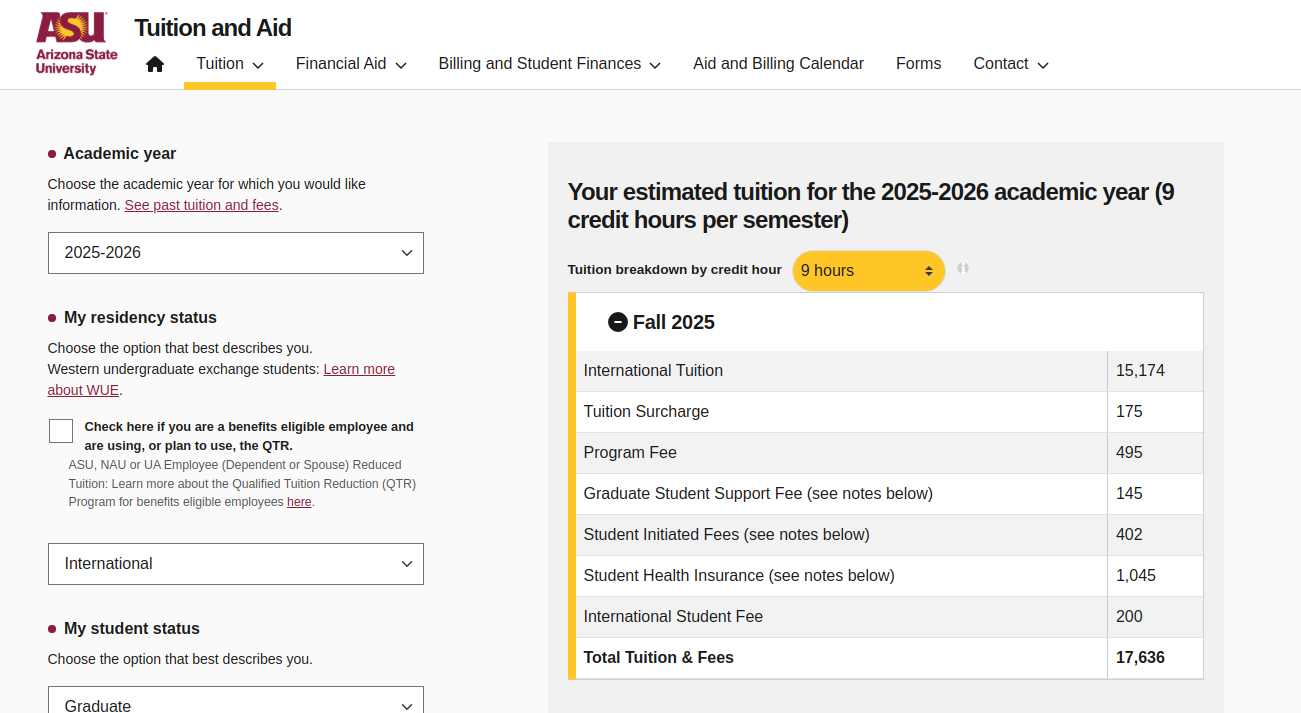 ASU
Arizona State
University
Tuition and Aid
Tuition
Financial Aid
Billing and Student Finances
Aid and Billing Calendar
Forms
Contact
Academic year
Choose the academic year for which you would like
information. See past tuition and fees.
2025-2026
My residency status
Choose the option that best describes you.
Western undergraduate exchange students: Learn more
about WUE.
Check here if you are a benefits eligible employee and
are using, or plan to use, the QTR.
ASU, NAU or UA Employee (Dependent or Spouse) Reduced
Tuition: Learn more about the Qualified Tuition Reduction (QTR)
Program for benefits eligible employees here.
International
My student status
Choose the option that best describes you.
Graduate
Your estimated tuition for the 2025-2026 academic year (9
credit hours per semester)
Tuition breakdown by credit hour 9 hours
Fall 2025
International Tuition 15,174
Tuition Surcharge 175
Program Fee 495
Graduate Student Support Fee (see notes below) 145
Student Initiated Fees (see notes below) 402
Student Health Insurance (see notes below) 1,045
International Student Fee 200
Total Tuition & Fees 17,636